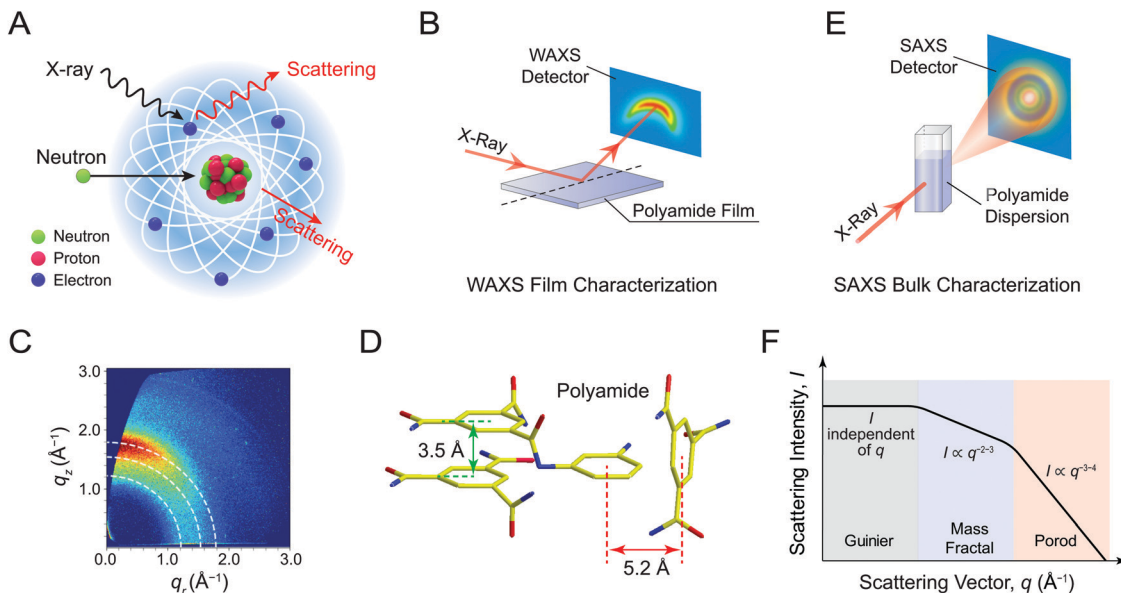 A
X-ray
Scattering
Neutron
Scattering
Neutron
Proton
Electron
B
WAXS
Detector
X-Ray
Polyamide Film
WAXS Film Characterization
E
SAXS
Detector
X-Ray
Polyamide
Dispersion
SAXS Bulk Characterization
C
3.0
2.0
1.0
0
1.0
2.0
3.0
q_z (Å⁻¹)
q_r (Å⁻¹)
D
Polyamide
3.5 Å
5.2 Å
F
Scattering Intensity, I
I
independent
of q
I ∝ q⁻²⁻³
I ∝ q⁻³⁻⁴
Guinier
Mass
Fractal
Porod
Scattering Vector, q (Å⁻¹)